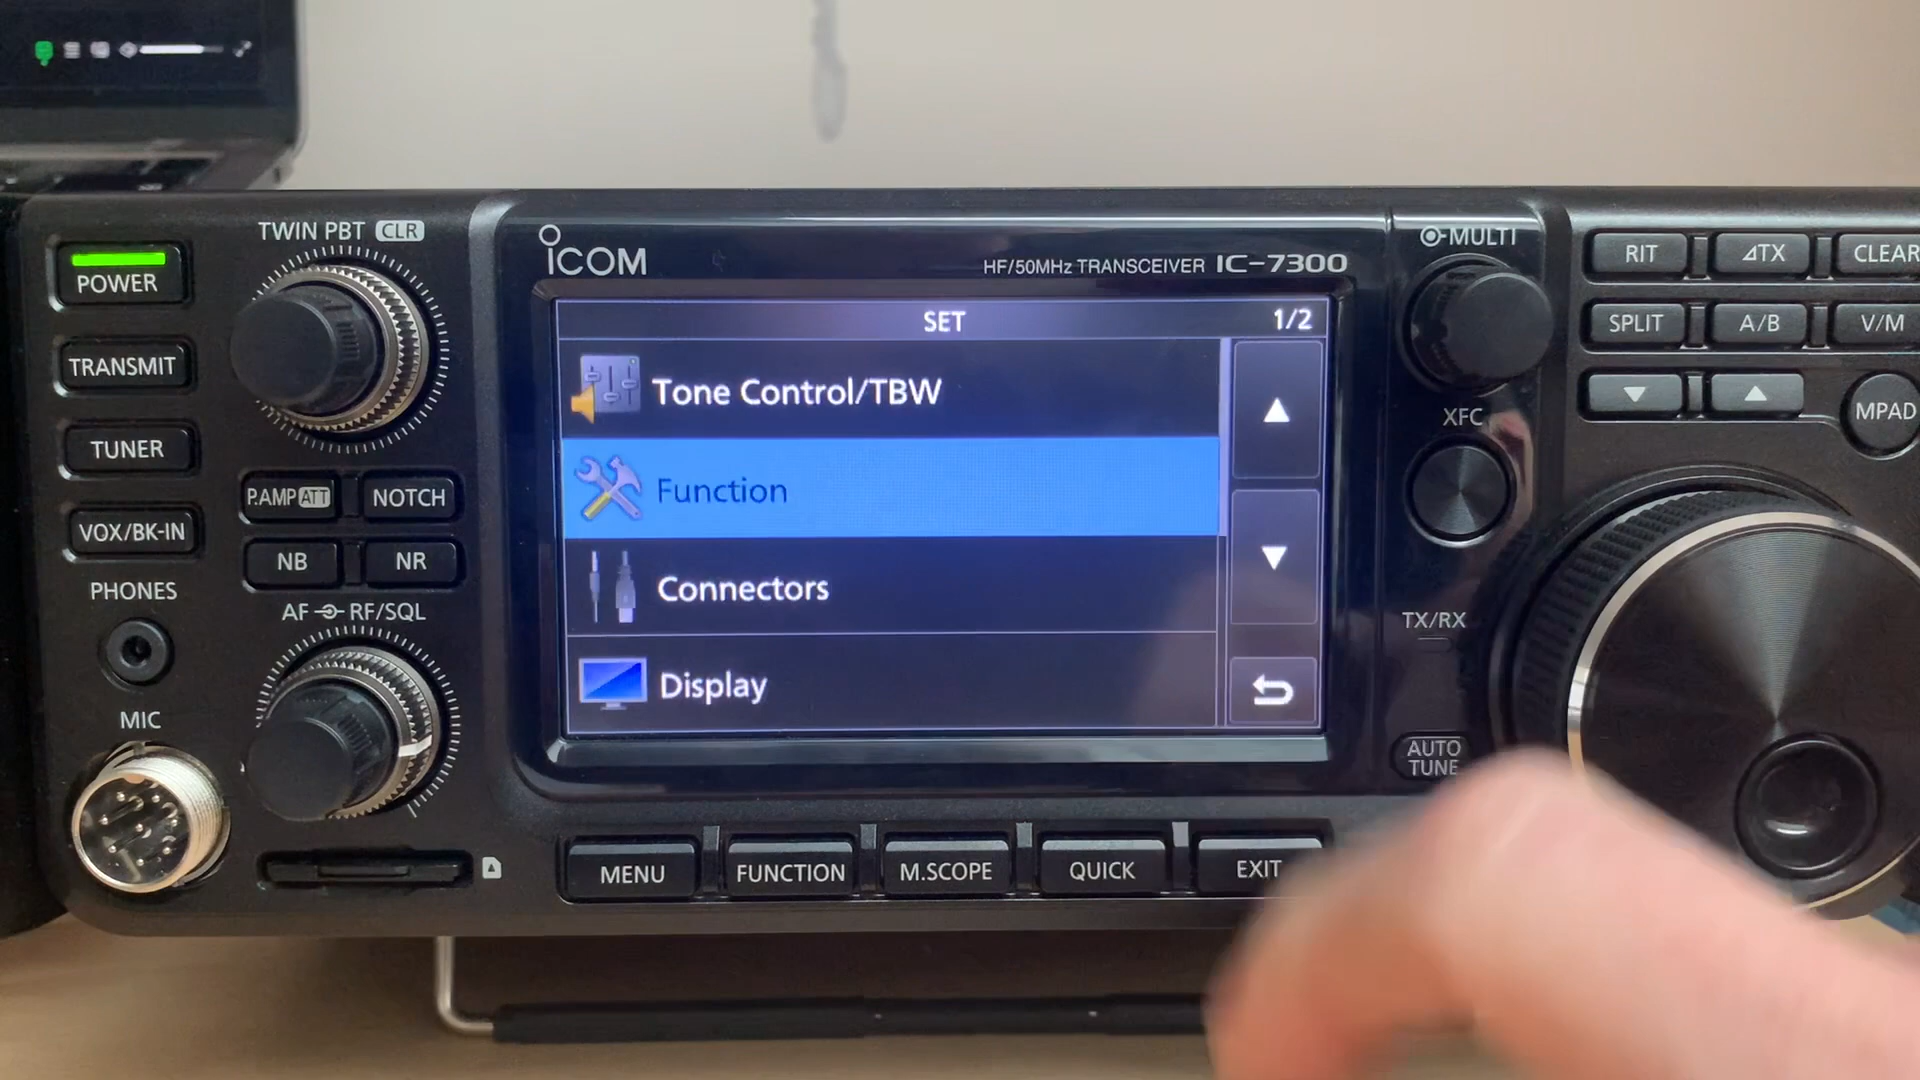 TWIN PBT CLR
POWER
TRANSMIT
TUNER
VOX/BK-IN
P.AMP ATT
NOTCH
NB
NR
PHONES
AF RF/SQL
MIC
ICOM
HF/50MHz TRANSCEIVER IC-7300
SET
1/2
Tone Control/TBW
Function
Connectors
Display
MENU
FUNCTION
M.SCOPE
QUICK
EXIT
MULTI
XFC
TX/RX
AUTO
TUNE
RIT
ΔTX
CLEAR
SPLIT
A/B
V/M
MPAD